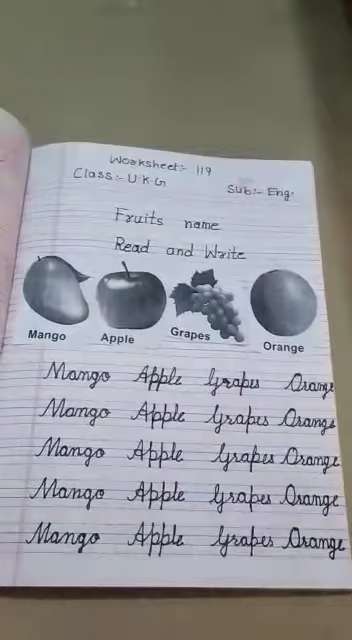 Worksheet:- 119
Class:- U.K.G
Sub:- Eng.
Fruits name
Read and Write
Mango Apple Grapes Orange
Mango Apple Grapes Orange
Mango Apple Grapes Orange
Mango Apple Grapes Orange
Mango Apple Grapes Orange
Mango Apple Grapes Orange